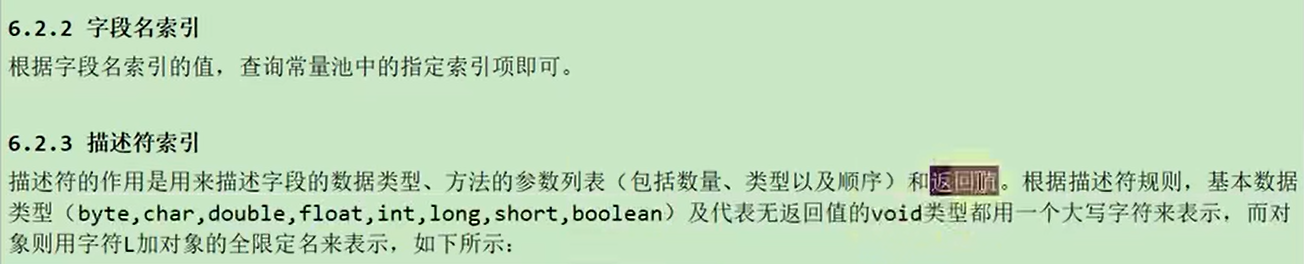 6.2.2 字段名索引
根据字段名索引的值，查询常量池中的指定索引项即可。
6.2.3 描述符索引
描述符的作用是用来描述字段的数据类型、方法的参数列表（包括数量、类型以及顺序）和返回值。根据描述符规则，基本数据
类型（byte,char,double,float,int,long,short,boolean）及代表无返回值的void类型都用一个大写字符来表示，而对
象则用字符L加对象的全限定名来表示，如下所示：